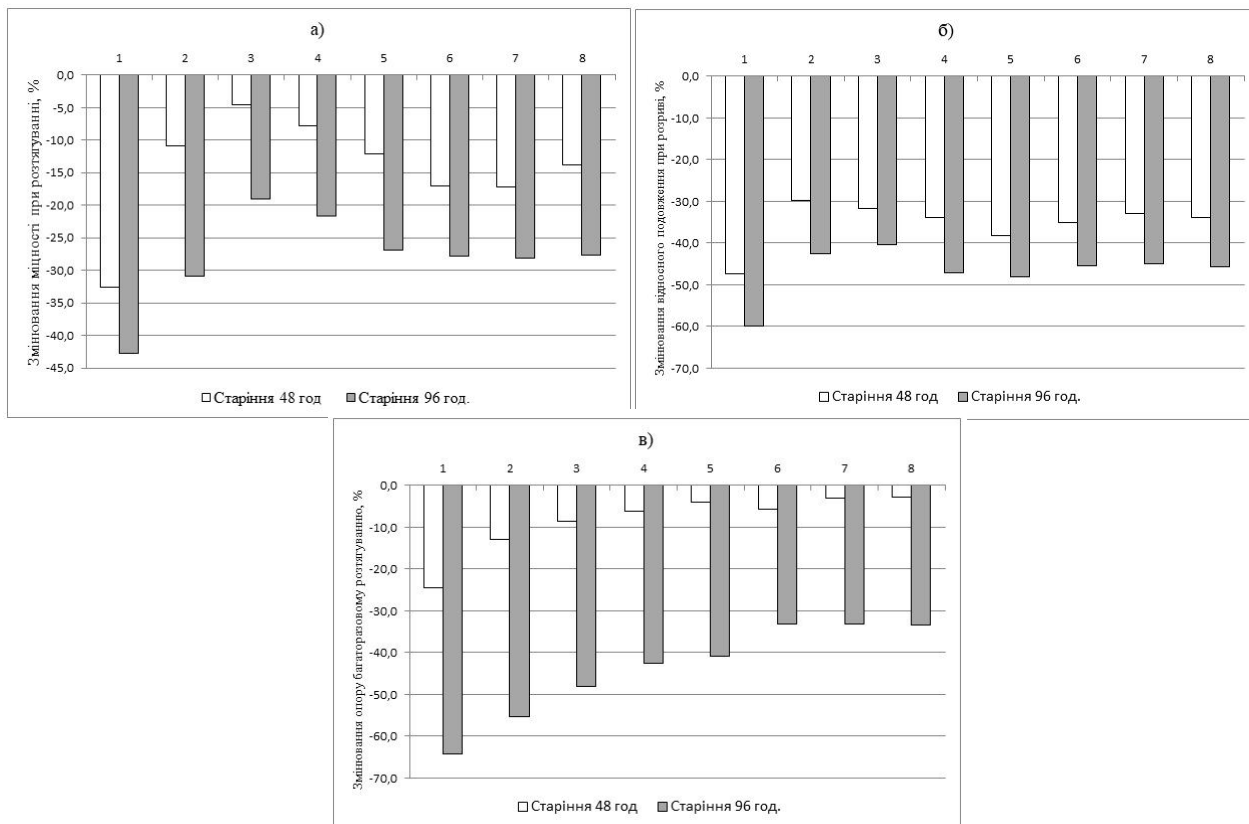 а)
1 2 3 4 5 6 7 8
0,0
-5,0
-10,0
-15,0
-20,0
-25,0
-30,0
-35,0
-40,0
-45,0
Змінювання міцності при розтягуванні, %
Старіння 48 год Старіння 96 год.
б)
1 2 3 4 5 6 7 8
0,0
-10,0
-20,0
-30,0
-40,0
-50,0
-60,0
-70,0
Змінювання відносного подовження при розриві, %
Старіння 48 год Старіння 96 год.
в)
1 2 3 4 5 6 7 8
0,0
-10,0
-20,0
-30,0
-40,0
-50,0
-60,0
-70,0
Змінювання опору багаторазовому розтягуванню, %
Старіння 48 год Старіння 96 год.